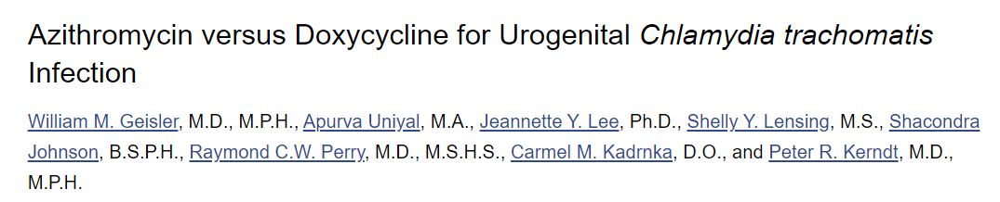 Azithromycin versus Doxycycline for Urogenital Chlamydia trachomatis
Infection
William M. Geisler, M.D., M.P.H., Apurva Uniyal, M.A., Jeannette Y. Lee, Ph.D., Shelly Y. Lensing, M.S., Shacondra
Johnson, B.S.P.H., Raymond C.W. Perry, M.D., M.S.H.S., Carmel M. Kadrnka, D.O., and Peter R. Kerndt, M.D.,
M.P.H.